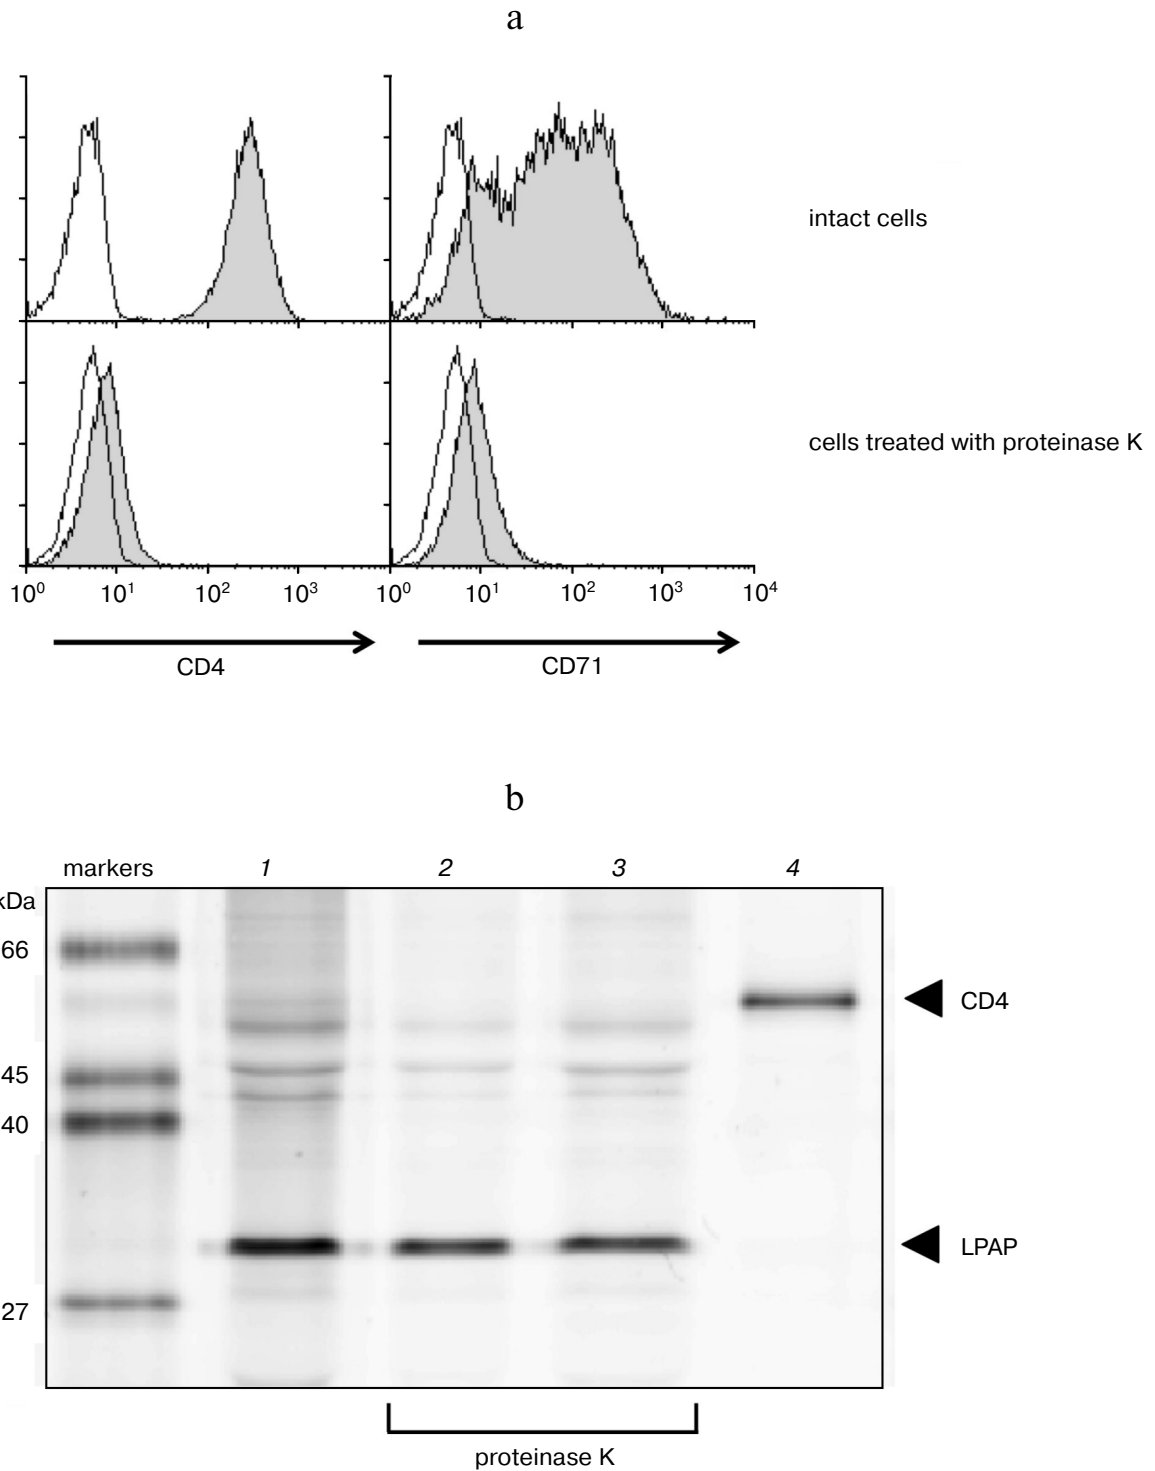 a
intact cells
cells treated with proteinase K
10⁰ 10¹ 10² 10³ 10⁰ 10¹ 10² 10³ 10⁴
CD4 CD71
b
markers 1 2 3 4
kDa
66
CD4
45
40
LPAP
27
proteinase K